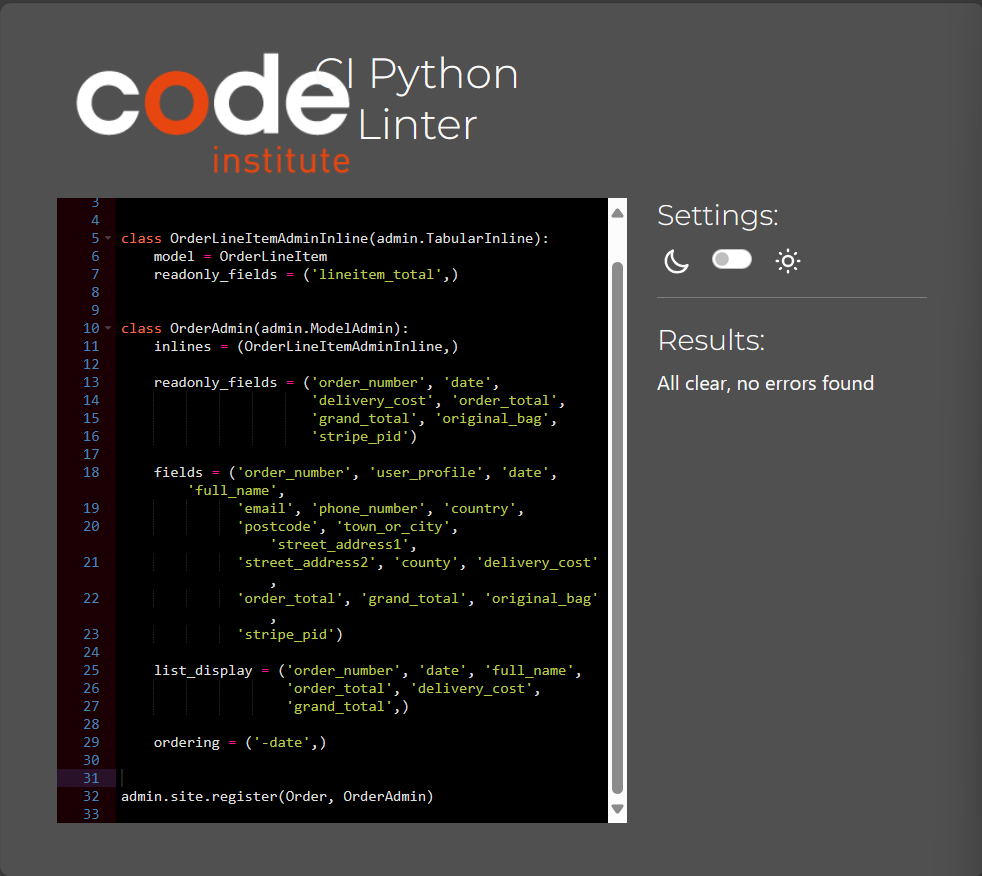 code
institute
CI Python
Linter
3
4
5 class OrderLineItemAdminInline(admin.TabularInline):
6     model = OrderLineItem
7     readonly_fields = ('lineitem_total',)
8
9
10 class OrderAdmin(admin.ModelAdmin):
11     inlines = (OrderLineItemAdminInline,)
12
13     readonly_fields = ('order_number', 'date',
14                        'delivery_cost', 'order_total',
15                        'grand_total', 'original_bag',
16                        'stripe_pid')
17
18     fields = ('order_number', 'user_profile', 'date',
        'full_name',
19               'email', 'phone_number', 'country',
20               'postcode', 'town_or_city',
                  'street_address1',
21               'street_address2', 'county', 'delivery_cost'
                  ,
22               'order_total', 'grand_total', 'original_bag'
                  ,
23               'stripe_pid')
24
25     list_display = ('order_number', 'date', 'full_name',
26                     'order_total', 'delivery_cost',
27                     'grand_total',)
28
29     ordering = ('-date',)
30
31
32 admin.site.register(Order, OrderAdmin)
33
Settings:
Results:
All clear, no errors found